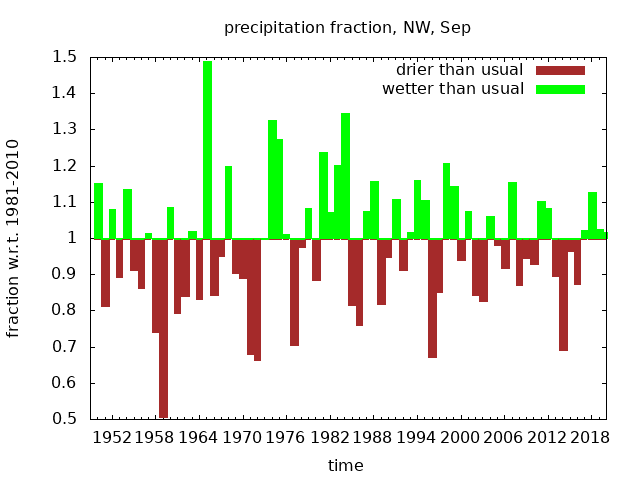 precipitation fraction, NW, Sep
drier than usual
wetter than usual
fraction w.r.t. 1981-2010
1.5
1.4
1.3
1.2
1.1
1
0.9
0.8
0.7
0.6
0.5
1952 1958 1964 1970 1976 1982 1988 1994 2000 2006 2012 2018
time